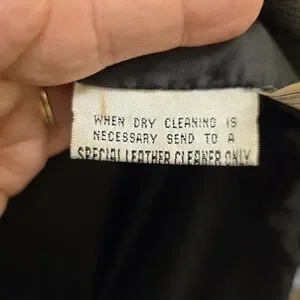 WHEN DRY CLEANING IS
NECESSARY SEND TO A
SPECIAL LEATHER CLEANER ONLY